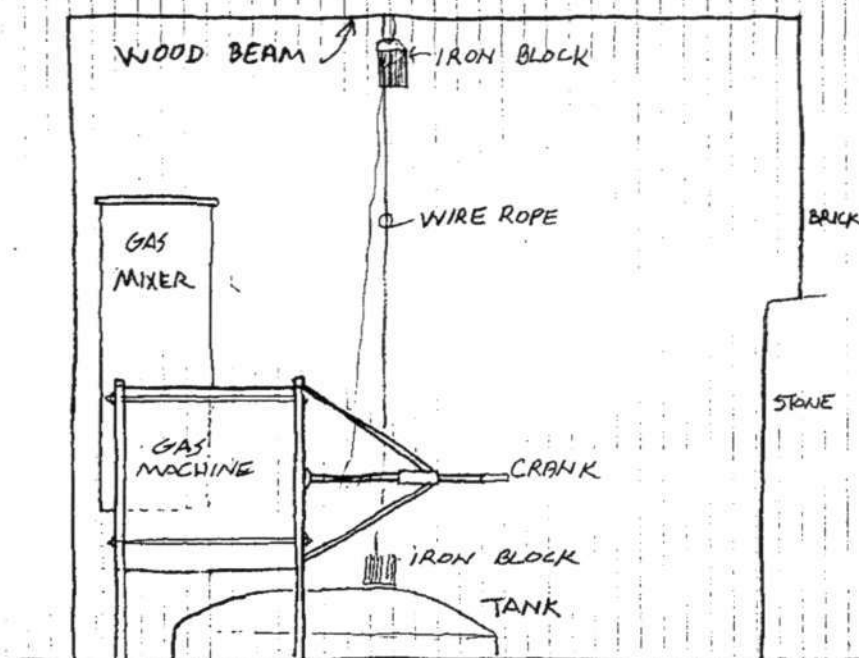 WOOD BEAM
IRON BLOCK
WIRE ROPE
BRICK
GAS
MIXER
STONE
GAS
MACHINE
CRANK
IRON BLOCK
TANK